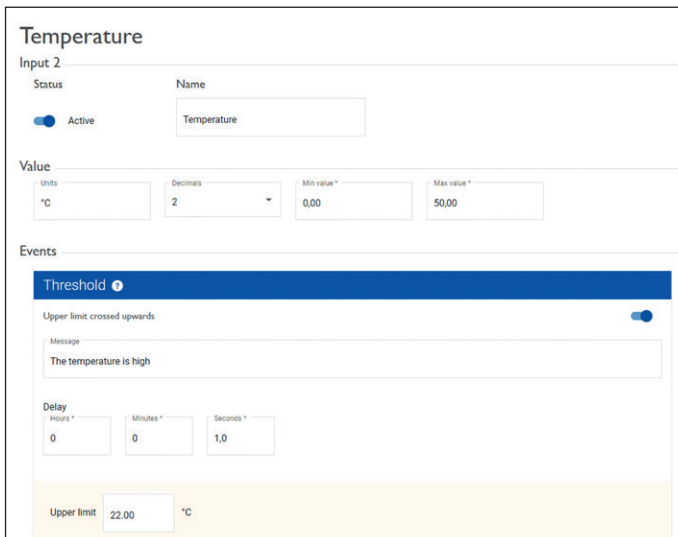 Temperature
Input 2
Status Name
Active Temperature
Value
Units Decimals Min value * Max value *
°C 2 0,00 50,00
Events
Threshold ?
Upper limit crossed upwards
Message
The temperature is high
Delay
Hours * Minutes * Seconds *
0 0 1,0
Upper limit 22.00 °C